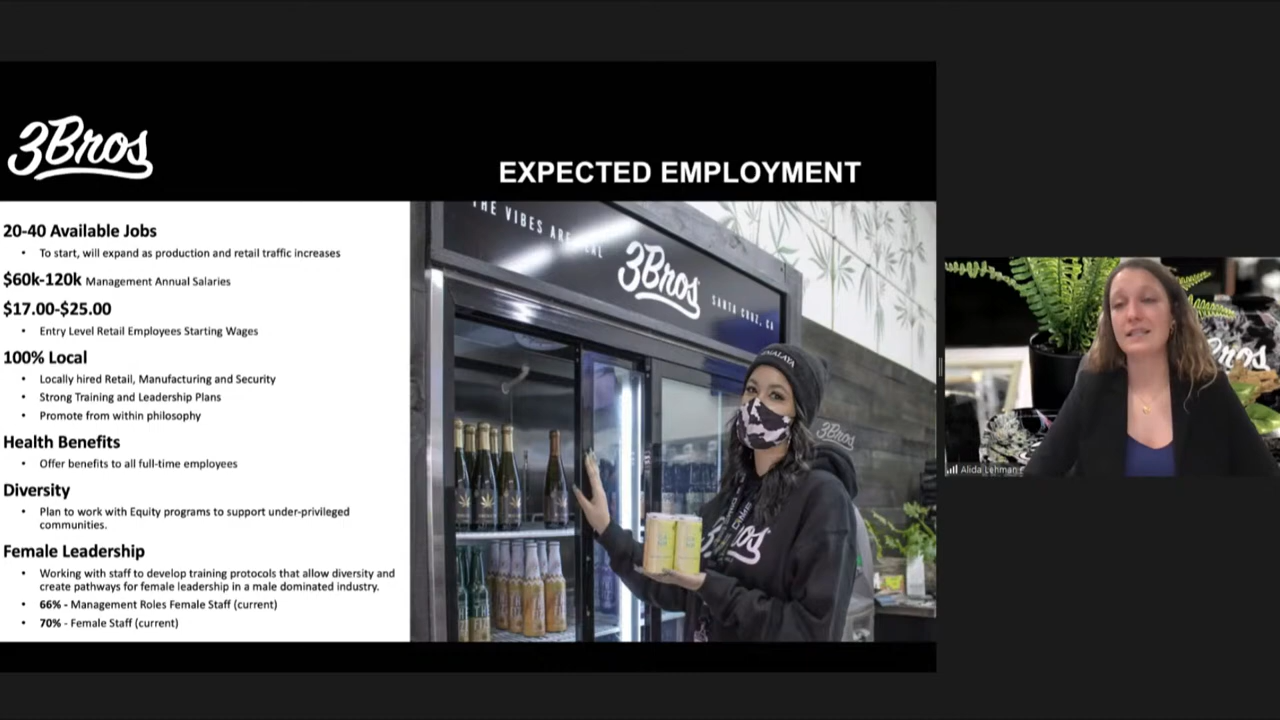 3Bros
EXPECTED EMPLOYMENT
20-40 Available Jobs
• To start, will expand as production and retail traffic increases
$60k-120k Management Annual Salaries
$17.00-$25.00
• Entry Level Retail Employees Starting Wages
100% Local
• Locally hired Retail, Manufacturing and Security
• Strong Training and Leadership Plans
• Promote from within philosophy
Health Benefits
• Offer benefits to all full-time employees
Diversity
• Plan to work with Equity programs to support under-privileged
communities.
Female Leadership
• Working with staff to develop training protocols that allow diversity and
create pathways for female leadership in a male dominated industry.
• 66% - Management Roles Female Staff (current)
• 70% - Female Staff (current)
THE VIBES ARE
3Bros
SANTA CRUZ, CA
3Bros
3Bros
Alida Lehman